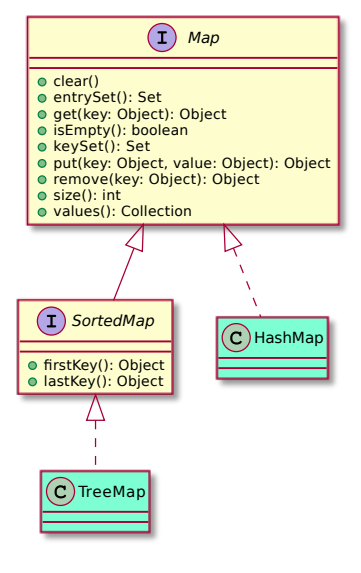 I Map
clear()
entrySet(): Set
get(key: Object): Object
isEmpty(): boolean
keySet(): Set
put(key: Object, value: Object): Object
remove(key: Object): Object
size(): int
values(): Collection
I SortedMap
firstKey(): Object
lastKey(): Object
C HashMap
C TreeMap